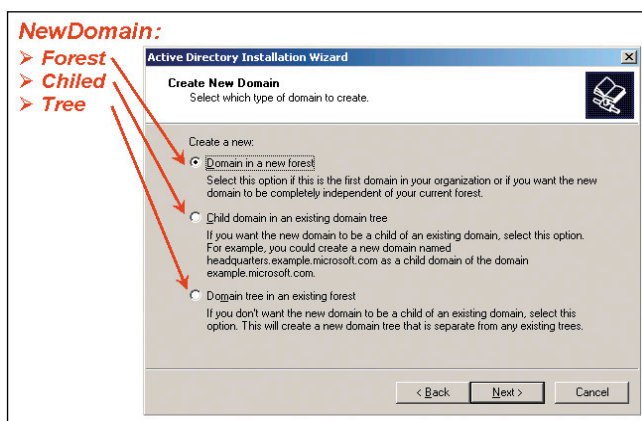 NewDomain:
➢ Forest
➢ Chiled
➢ Tree
Active Directory Installation Wizard
Create New Domain
Select which type of domain to create.
Create a new:
Domain in a new forest
Select this option if this is the first domain in your organization or if you want the new
domain to be completely independent of your current forest.
Child domain in an existing domain tree
If you want the new domain to be a child of an existing domain, select this option.
For example, you could create a new domain named
headquarters.example.microsoft.com as a child domain of the domain
example.microsoft.com.
Domain tree in an existing forest
If you don't want the new domain to be a child of an existing domain, select this
option. This will create a new domain tree that is separate from any existing trees.
< Back
Next >
Cancel